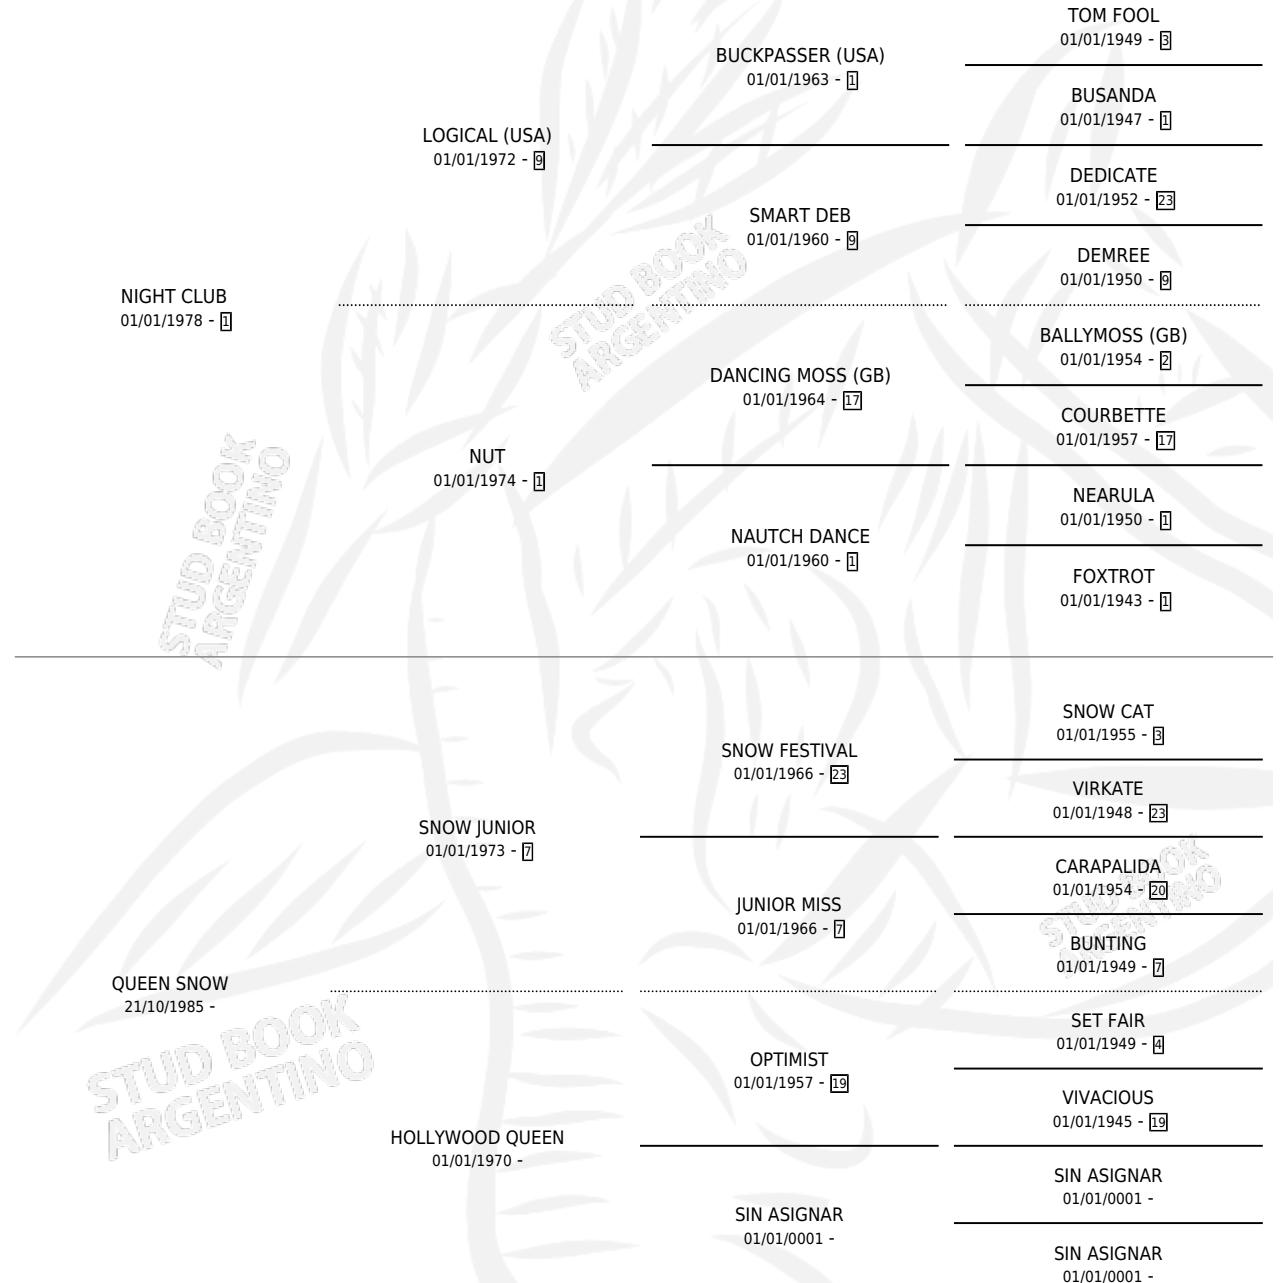 TOM FOOL
01/01/1949 - 3
BUCKPASSER (USA)
01/01/1963 - 1
BUSANDA
01/01/1947 - 1
LOGICAL (USA)
01/01/1972 - 9
DEDICATE
01/01/1952 - 23
SMART DEB
01/01/1960 - 9
DEMREE
01/01/1950 - 9
NIGHT CLUB
01/01/1978 - 1
STUD BOOK
ARGENTINO
BALLYMOSS (GB)
01/01/1954 - 2
DANCING MOSS (GB)
01/01/1964 - 17
COURBETTE
01/01/1957 - 17
NUT
01/01/1974 - 1
NEARULA
01/01/1950 - 1
NAUTCH DANCE
01/01/1960 - 1
FOXTROT
01/01/1943 - 1
STUD BOOK
ARGENTINO
SNOW CAT
01/01/1955 - 3
SNOW FESTIVAL
01/01/1966 - 23
VIRKATE
01/01/1948 - 23
SNOW JUNIOR
01/01/1973 - 7
CARAPALIDA
01/01/1954 - 20
JUNIOR MISS
01/01/1966 - 7
BUNTING
01/01/1949 - 7
STUD BOOK
ARGENTINO
QUEEN SNOW
21/10/1985 -
SET FAIR
01/01/1949 - 4
OPTIMIST
01/01/1957 - 19
VIVACIOUS
01/01/1945 - 19
STUD BOOK
ARGENTINO
HOLLYWOOD QUEEN
01/01/1970 -
SIN ASIGNAR
01/01/0001 -
SIN ASIGNAR
01/01/0001 -
SIN ASIGNAR
01/01/0001 -